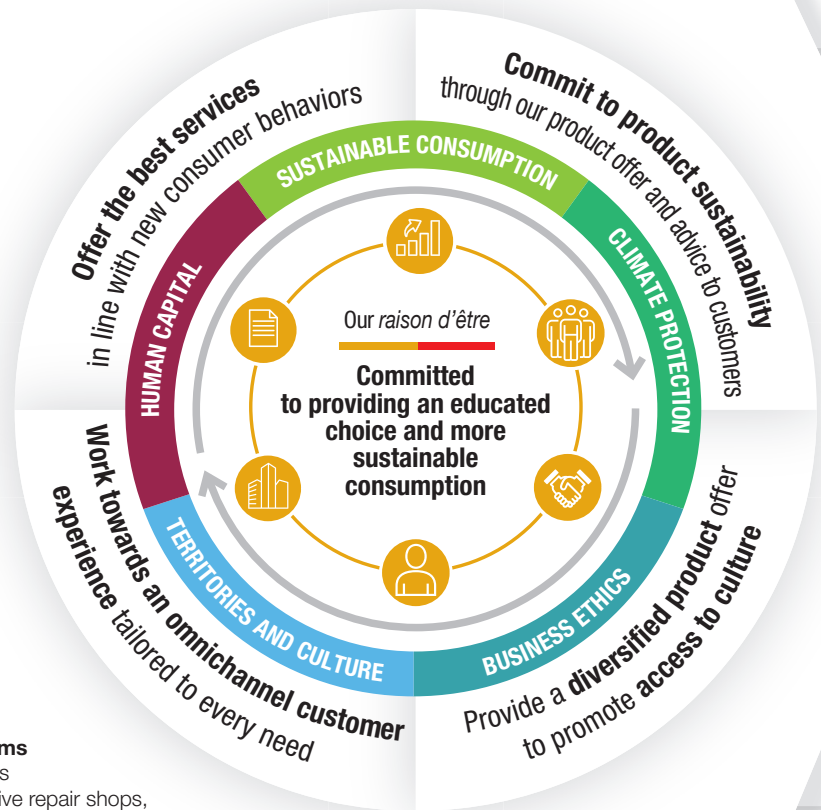 Offer the best services
in line with new consumer behaviors
Commit to product sustainability
through our product offer and advice to customers
SUSTAINABLE CONSUMPTION
CLIMATE PROTECTION
HUMAN CAPITAL
Our raison d’être
Committed
to providing an educated
choice and more
sustainable
consumption
TERRITORIES AND CULTURE
BUSINESS ETHICS
Work towards an omnichannel customer
experience tailored to every need
Provide a diversified product offer
to promote access to culture
repair shops,